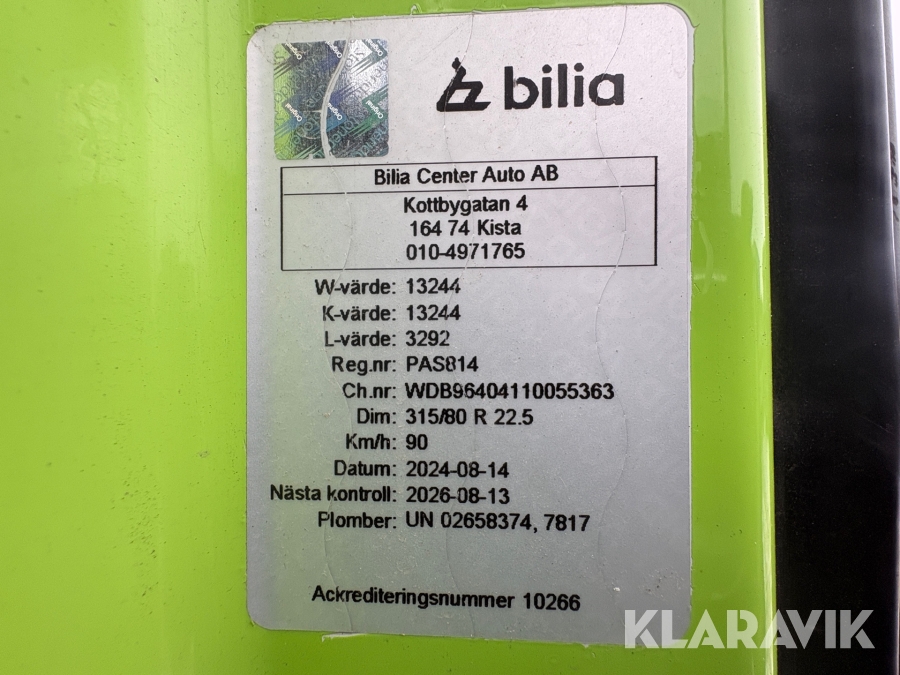 bilia
Bilia Center Auto AB
Kottbygatan 4
164 74 Kista
010-4971765
W-värde: 13244
K-värde: 13244
L-värde: 3292
Reg.nr: PAS814
Ch.nr: WDB96404110055363
Dim: 315/80 R 22.5
Km/h: 90
Datum: 2024-08-14
Nästa kontroll: 2026-08-13
Plomber: UN 02658374, 7817
Ackrediteringsnummer 10266
KLARAVIK